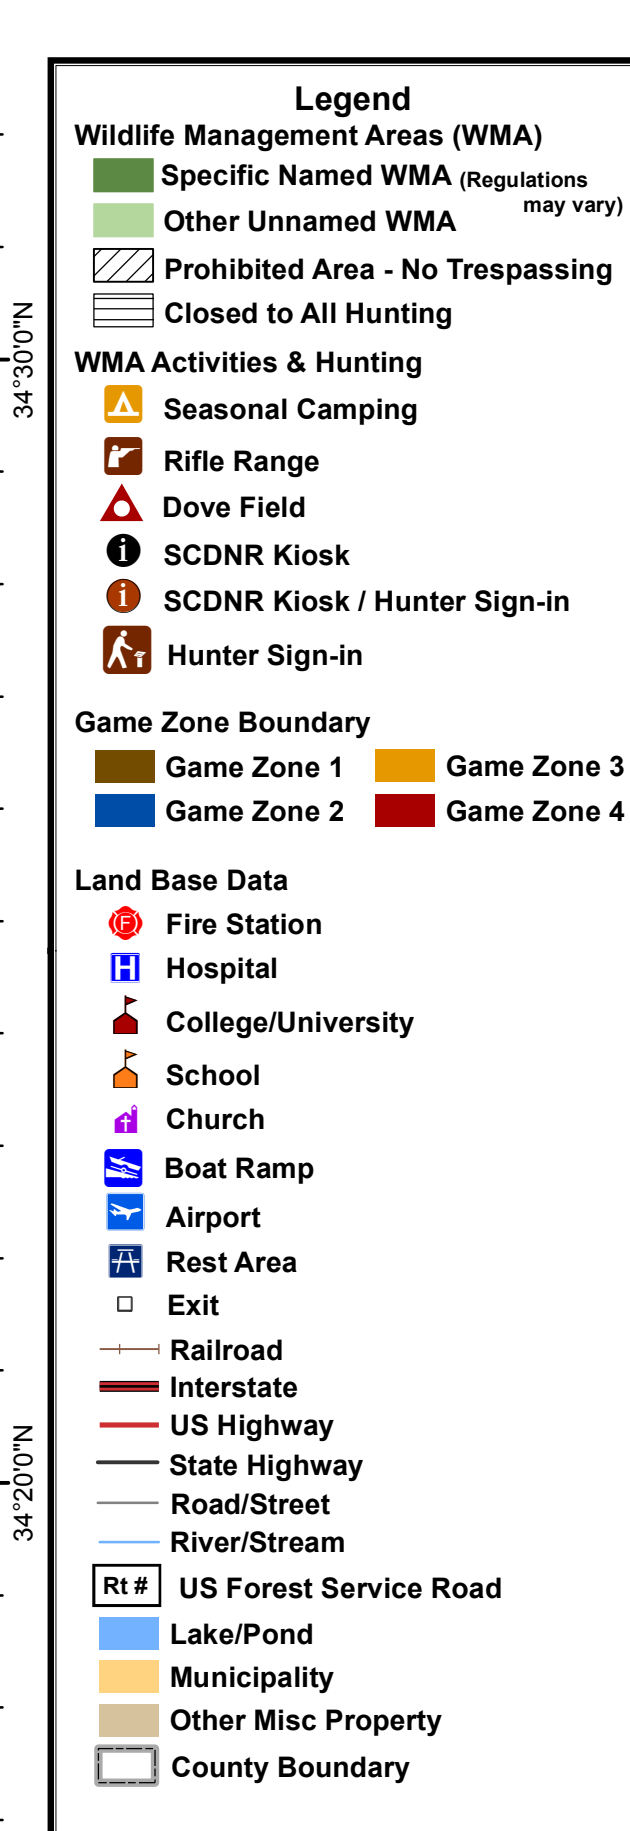 Legend
Wildlife Management Areas (WMA)
Specific Named WMA (Regulations
may vary)
Other Unnamed WMA
Prohibited Area - No Trespassing
Closed to All Hunting
34°30'0"N
WMA Activities & Hunting
Seasonal Camping
Rifle Range
Dove Field
i SCDNR Kiosk
i SCDNR Kiosk / Hunter Sign-in
Hunter Sign-in
Game Zone Boundary
Game Zone 1 Game Zone 3
Game Zone 2 Game Zone 4
Land Base Data
F Fire Station
H Hospital
College/University
School
Church
Boat Ramp
Airport
Rest Area
Exit
Railroad
Interstate
US Highway
State Highway
34°20'0"N
Road/Street
River/Stream
Rt # US Forest Service Road
Lake/Pond
Municipality
Other Misc Property
County Boundary